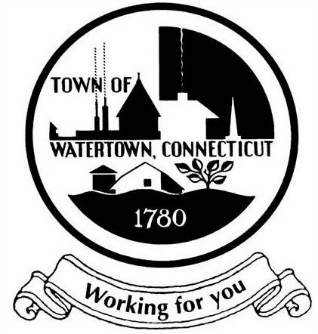 TOWN OF
WATERTOWN, CONNECTICUT
1780
Working for you